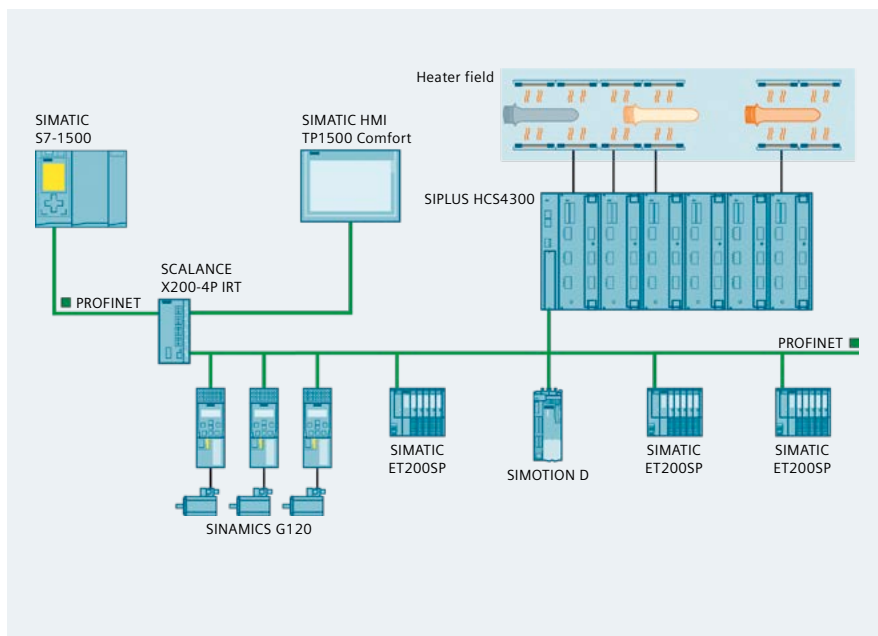 Heater field
SIMATIC
S7-1500
SIMATIC HMI
TP1500 Comfort
SIPLUS HCS4300
SCALANCE
X200-4P IRT
PROFINET
PROFINET
SIMATIC
ET200SP
SIMOTION D
SIMATIC
ET200SP
SIMATIC
ET200SP
SINAMICS G120